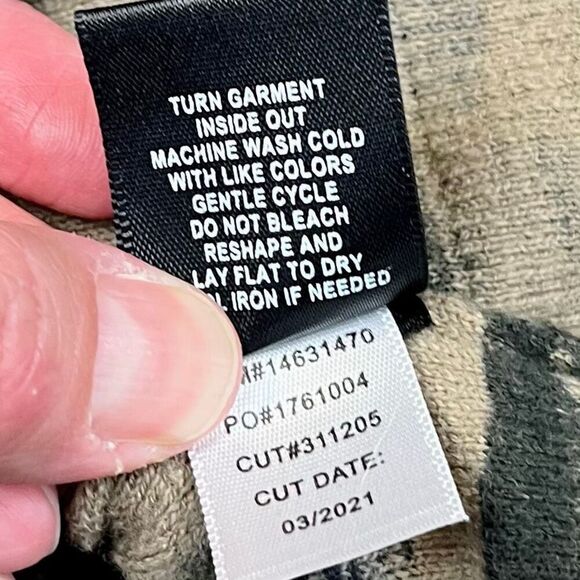 TURN GARMENT
INSIDE OUT
MACHINE WASH COLD
WITH LIKE COLORS
GENTLE CYCLE
DO NOT BLEACH
RESHAPE AND
LAY FLAT TO DRY
IRON IF NEEDED
M#14631470
PO#1761004
CUT#311205
CUT DATE:
03/2021